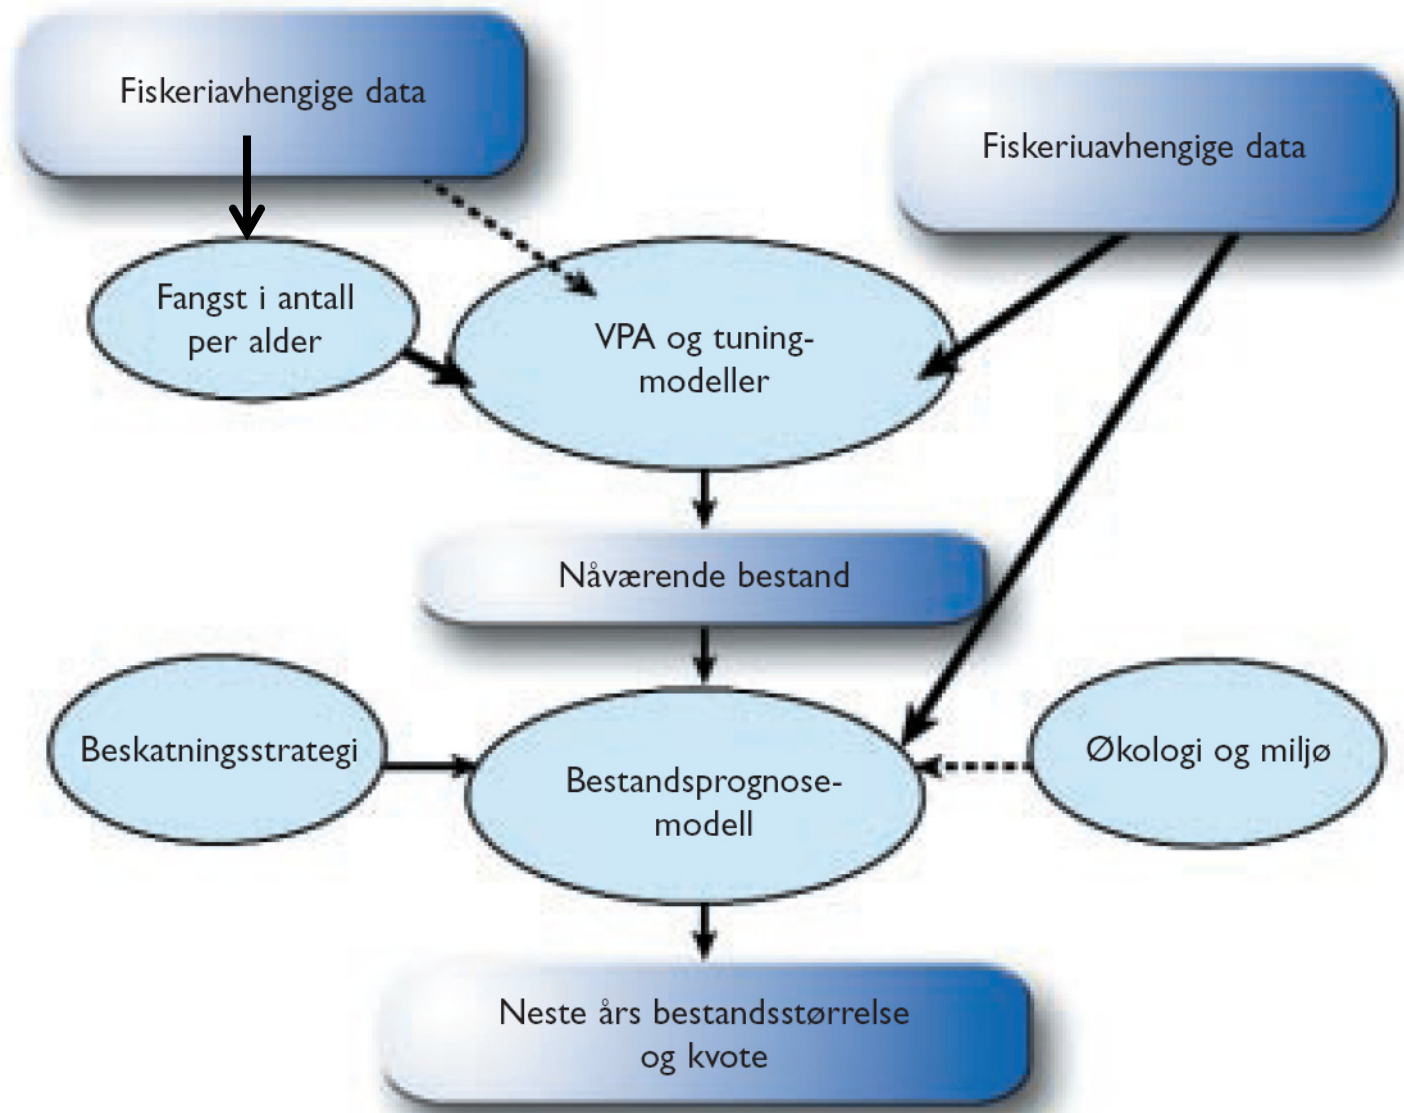 Fiskeriavhengige data
Fiskeriuavhengige data
Fangst i antall
per alder
VPA og tuning-
modeller
Nåværende bestand
Beskatningsstrategi
Bestandsprognose-
modell
Økologi og miljø
Neste års bestandsstørrelse
og kvote